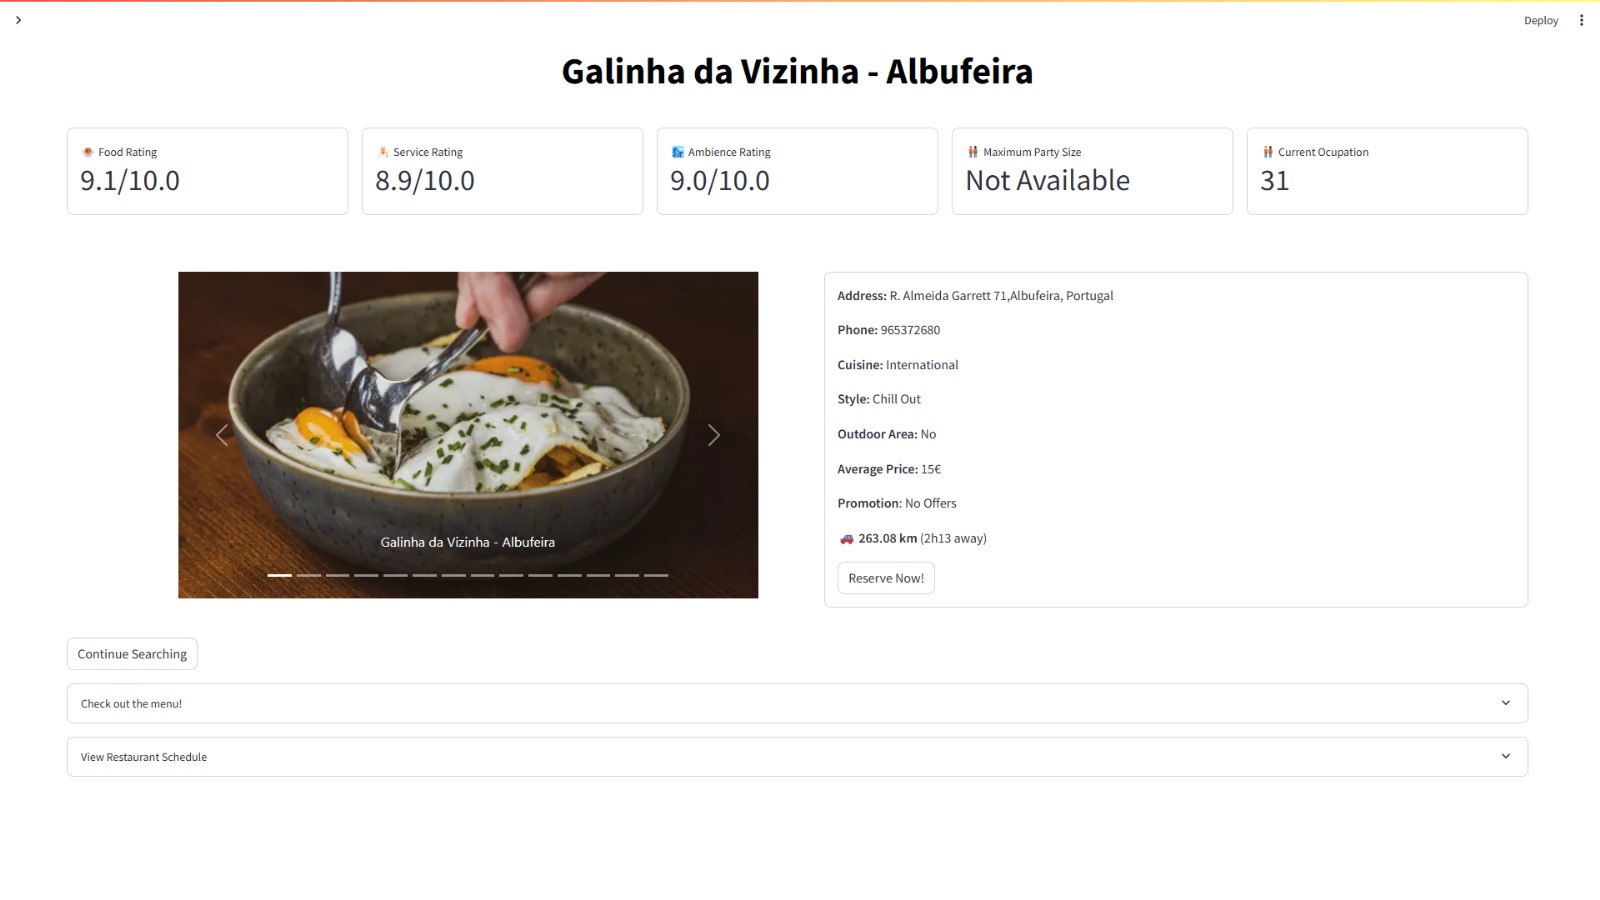 Deploy
Galinha da Vizinha - Albufeira
Food Rating
9.1/10.0
Service Rating
8.9/10.0
Ambience Rating
9.0/10.0
Maximum Party Size
Not Available
Current Ocupation
31
Galinha da Vizinha - Albufeira
Address: R. Almeida Garrett 71,Albufeira, Portugal
Phone: 965372680
Cuisine: International
Style: Chill Out
Outdoor Area: No
Average Price: 15€
Promotion: No Offers
263.08 km (2h13 away)
Reserve Now!
Continue Searching
Check out the menu!
View Restaurant Schedule